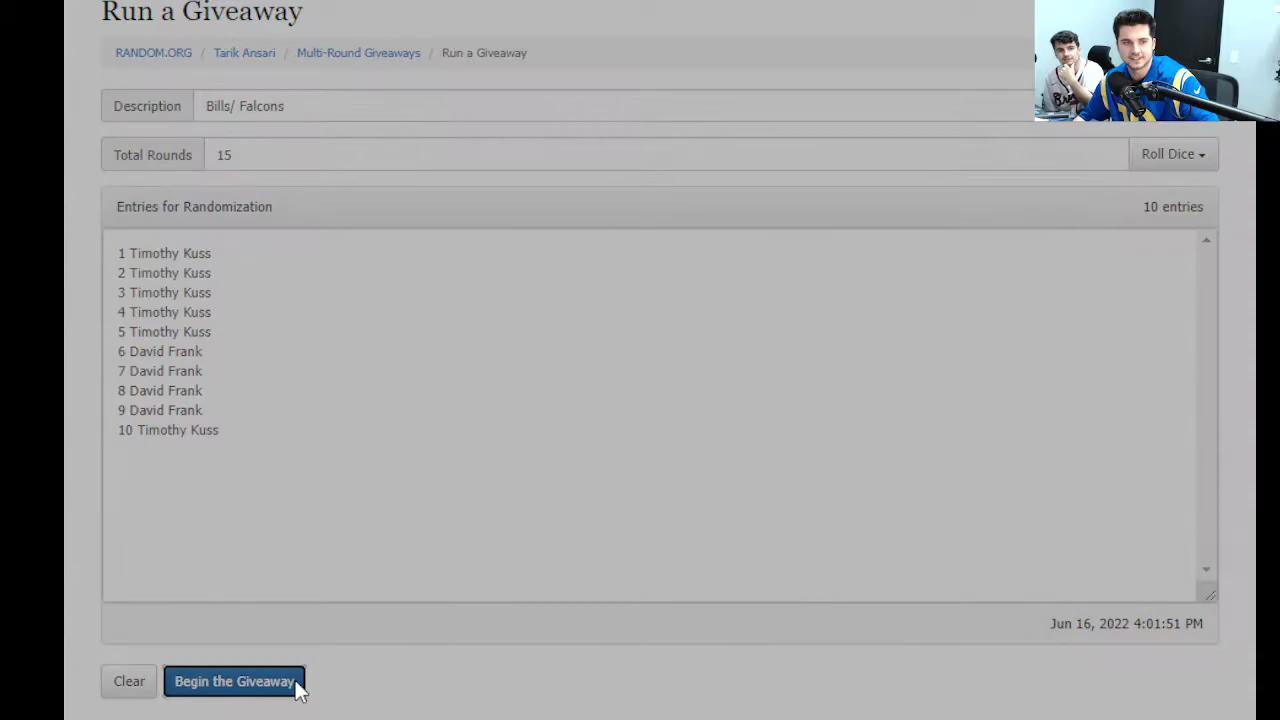 Run a Giveaway
RANDOM.ORG / Tarik Ansari / Multi-Round Giveaways / Run a Giveaway
Description Bills/ Falcons
Total Rounds 15 Roll Dice
Entries for Randomization 10 entries
1 Timothy Kuss
2 Timothy Kuss
3 Timothy Kuss
4 Timothy Kuss
5 Timothy Kuss
6 David Frank
7 David Frank
8 David Frank
9 David Frank
10 Timothy Kuss
Jun 16, 2022 4:01:51 PM
Clear Begin the Giveaway